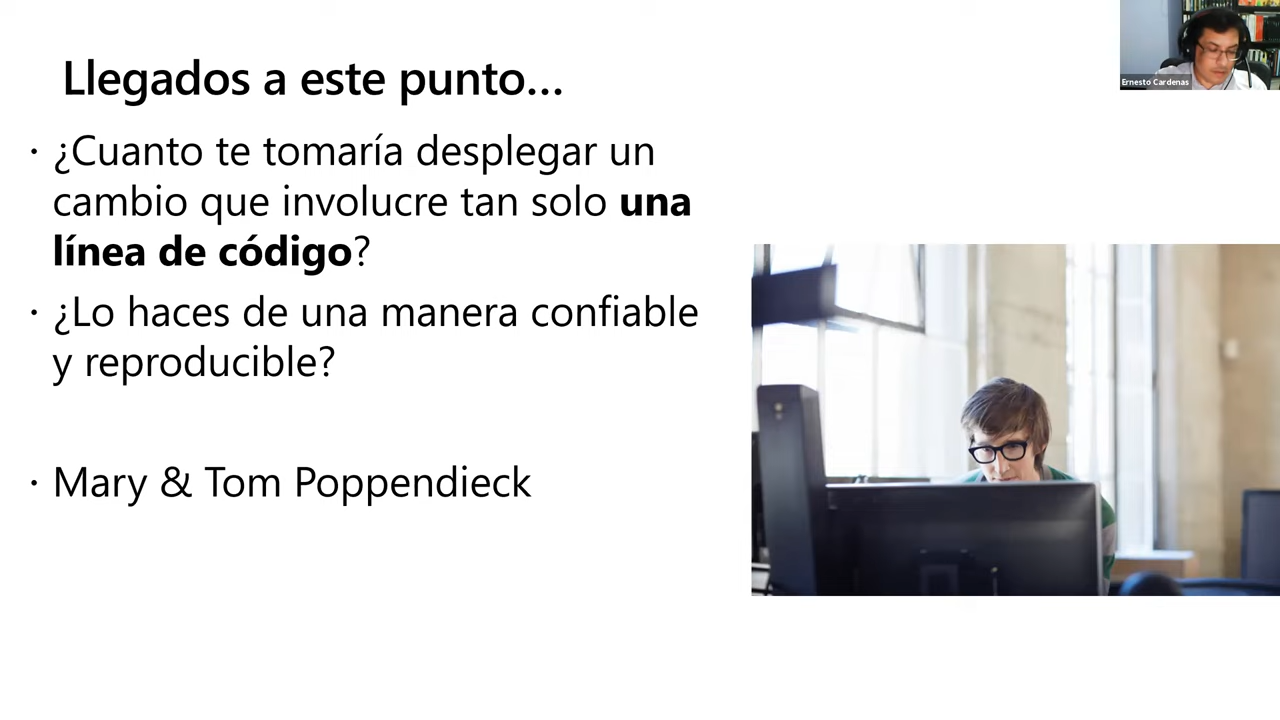 Llegados a este punto...
Ernesto Cardenas
· ¿Cuanto te tomaría desplegar un
cambio que involucre tan solo una
línea de código?
· ¿Lo haces de una manera confiable
y reproducible?
· Mary & Tom Poppendieck